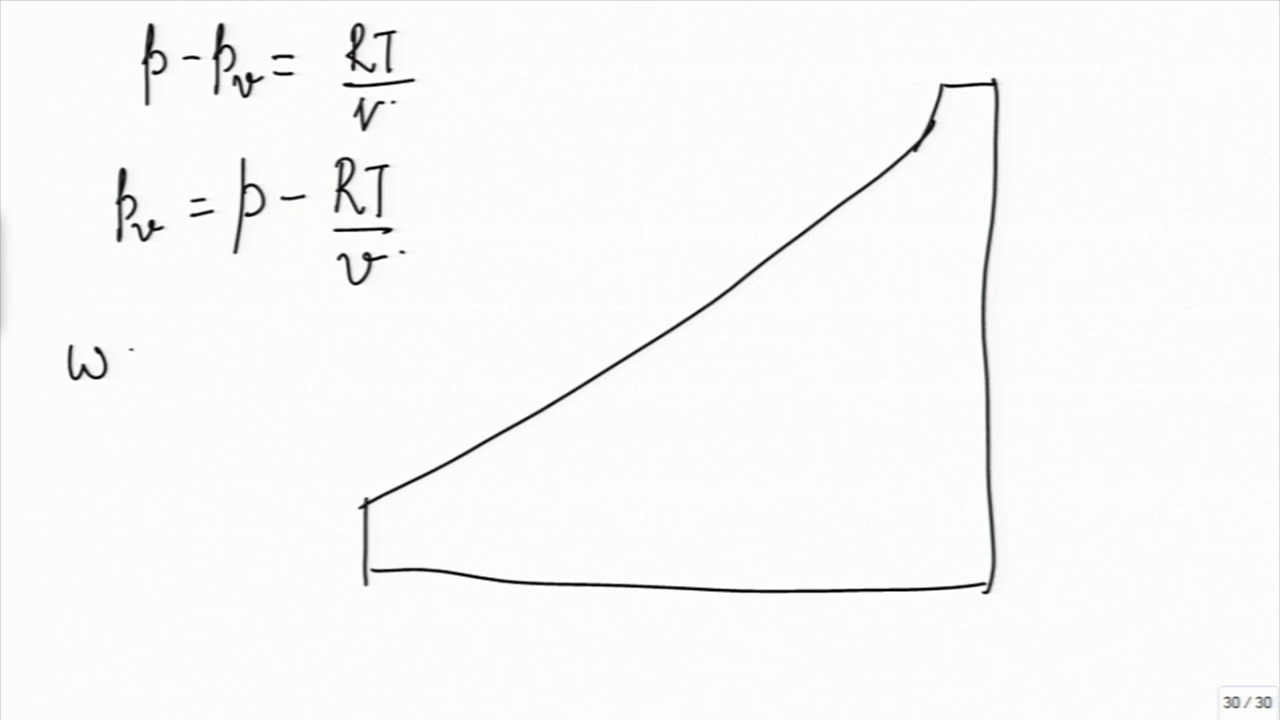 p - p_v = RT/v
p_v = p - RT/v
ω
30 / 30